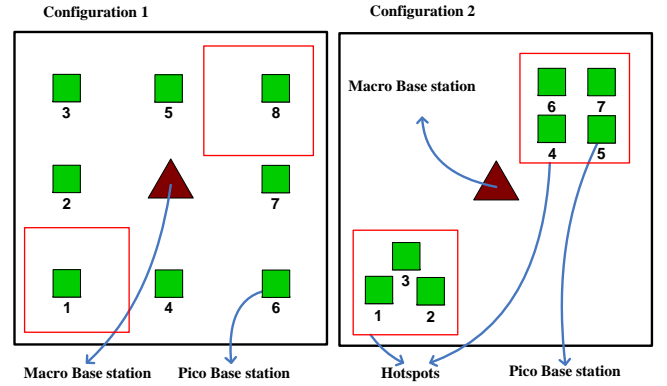 Configuration 1
Configuration 2
3
5
8
2
7
1
4
6
Macro Base station
6
7
4
5
3
1
2
Macro Base station
Pico Base station
Hotspots
Pico Base station